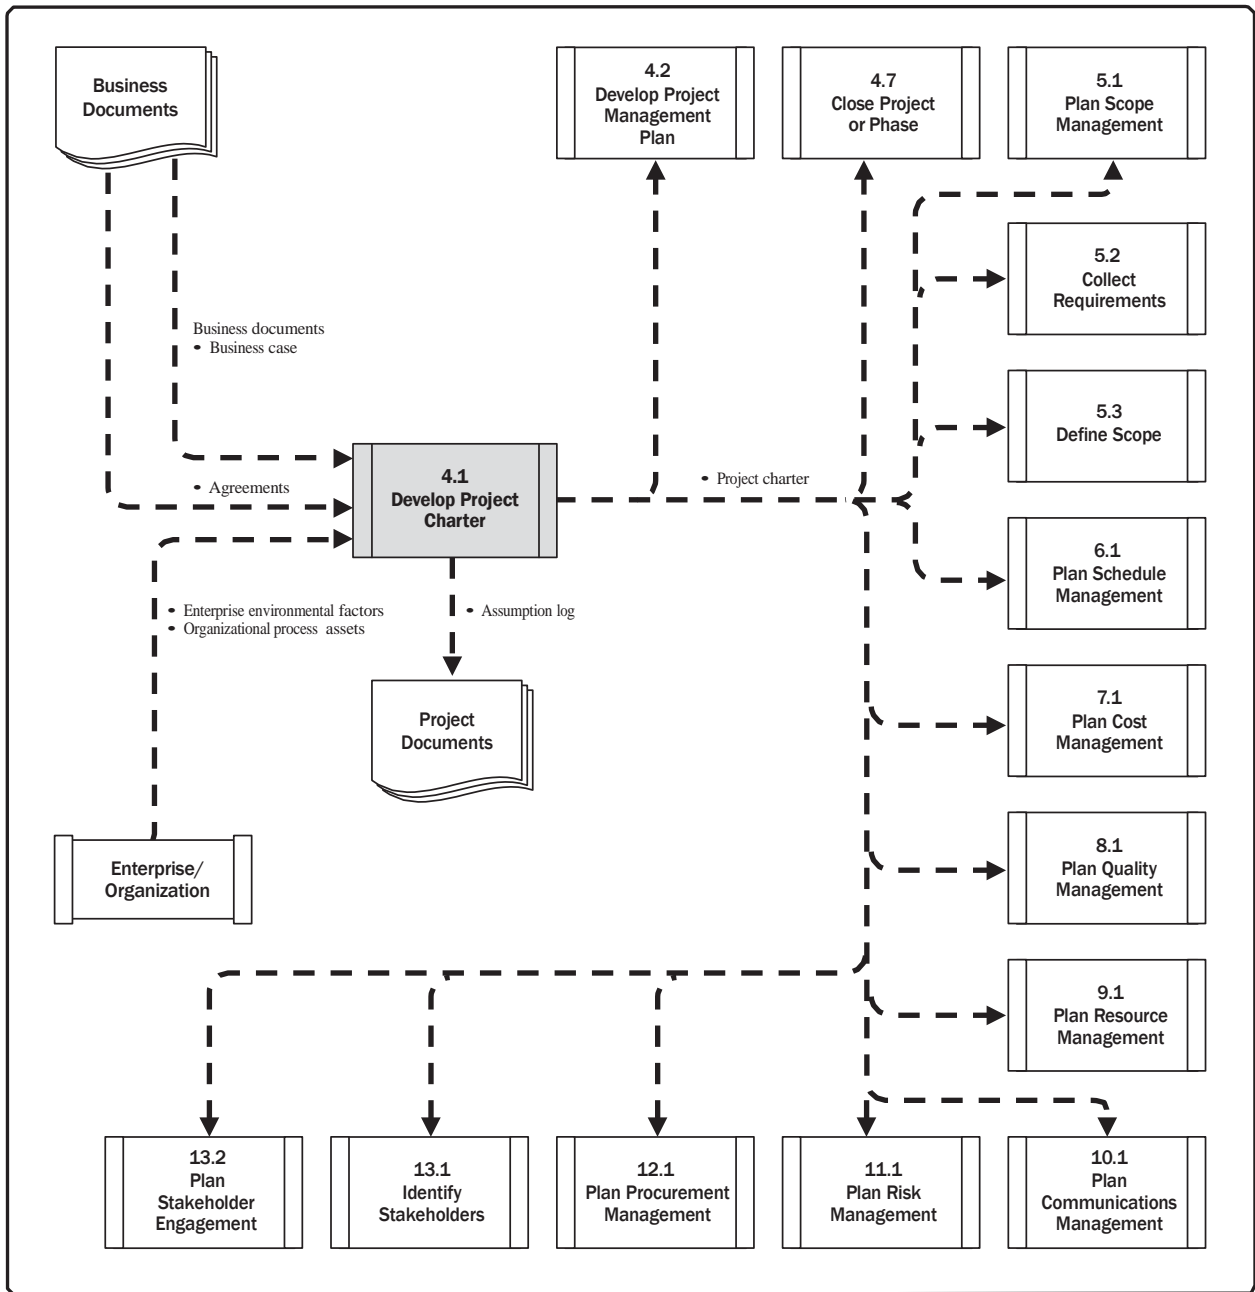 Business
Documents
4.2
Develop Project
Management
Plan
4.7
Close Project
or Phase
5.1
Plan Scope
Management
5.2
Collect
Requirements
Business documents
• Business case
5.3
Define Scope
4.1
Develop Project
Charter
• Agreements
• Project charter
6.1
Plan Schedule
Management
• Enterprise environmental factors
• Organizational process assets
• Assumption log
Project
Documents
7.1
Plan Cost
Management
8.1
Plan Quality
Management
Enterprise/
Organization
9.1
Plan Resource
Management
13.2
Plan
Stakeholder
Engagement
13.1
Identify
Stakeholders
12.1
Plan Procurement
Management
11.1
Plan Risk
Management
10.1
Plan
Communications
Management